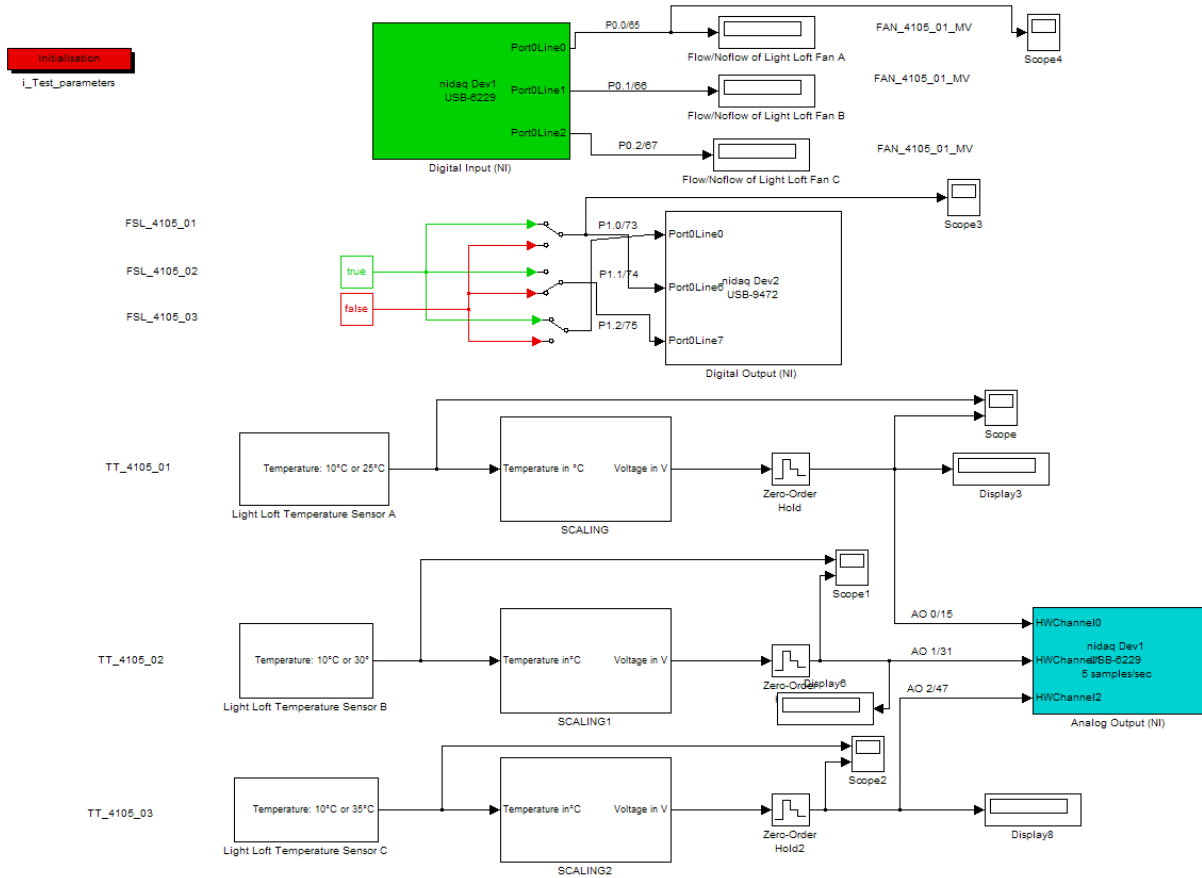 Initialisation
i_Test_parameters
Port0Line0
nidaq Dev1
USB-6229
Port0Line1
Port0Line2
Digital Input (NI)
P0.0/65
P0.1/66
P0.2/67
Flow/Noflow of Light Loft Fan A
Flow/Noflow of Light Loft Fan B
Flow/Noflow of Light Loft Fan C
FAN_4105_01_MV
FAN_4105_01_MV
FAN_4105_01_MV
Scope4
FSL_4105_01
FSL_4105_02
FSL_4105_03
true
false
P1.0/73
P1.1/74
P1.2/75
Port0Line0
nidaq Dev2
USB-9472
Port0Line6
Port0Line7
Digital Output (NI)
Scope3
TT_4105_01
Temperature: 10°C or 25°C
Light Loft Temperature Sensor A
Temperature in °C
Voltage in V
SCALING
Zero-Order
Hold
Scope
Display3
TT_4105_02
Temperature: 10°C or 30°
Light Loft Temperature Sensor B
Temperature in°C
Voltage in V
SCALING1
Zero-Order
Display6
Scope1
AO 0/15
AO 1/31
AO 2/47
HWChannel0
nidaq Dev1
HWChannel1
USB-6229
5 samples/sec
HWChannel2
Analog Output (NI)
TT_4105_03
Temperature: 10°C or 35°C
Light Loft Temperature Sensor C
Temperature in°C
Voltage in V
SCALING2
Zero-Order
Hold2
Scope2
Display8